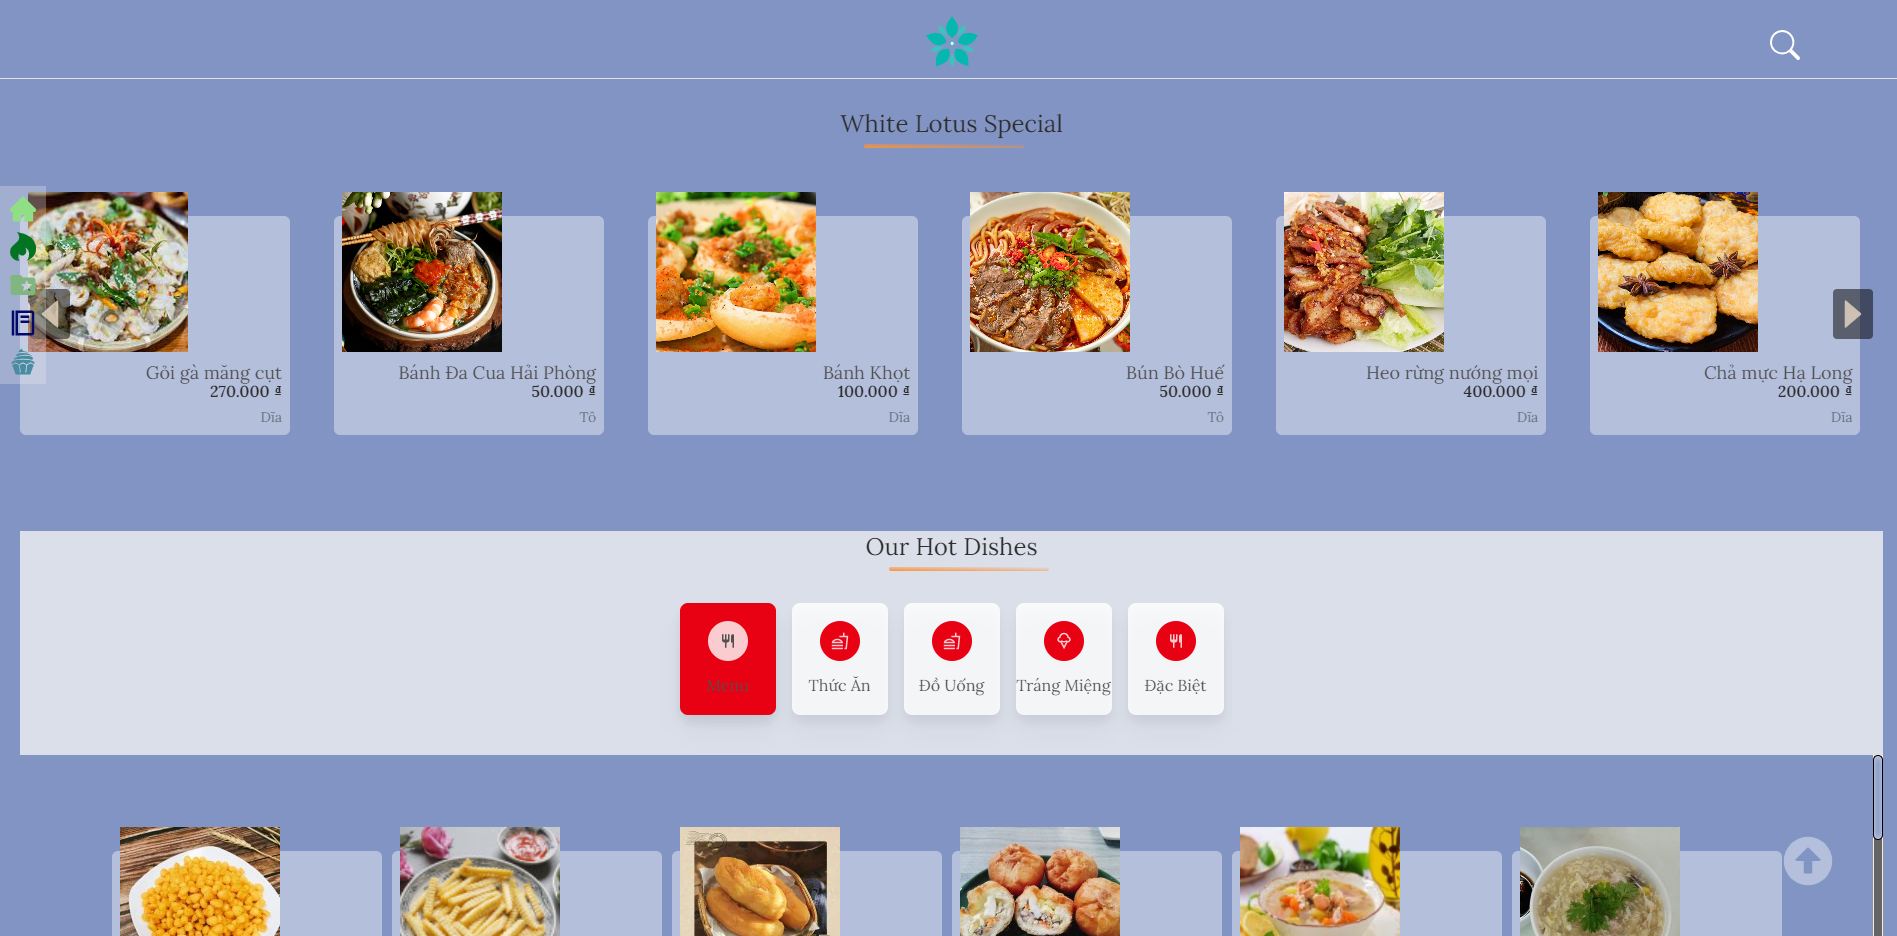 White Lotus Special
Gỏi gà măng cụt
270.000 ₫
Dĩa
Bánh Đa Cua Hải Phòng
50.000 ₫
Tô
Bánh Khọt
100.000 ₫
Dĩa
Bún Bò Huế
50.000 ₫
Tô
Heo rừng nướng mọi
400.000 ₫
Dĩa
Chả mực Hạ Long
200.000 ₫
Dĩa
Our Hot Dishes
Menu
Thức Ăn
Đồ Uống
Tráng Miệng
Đặc Biệt